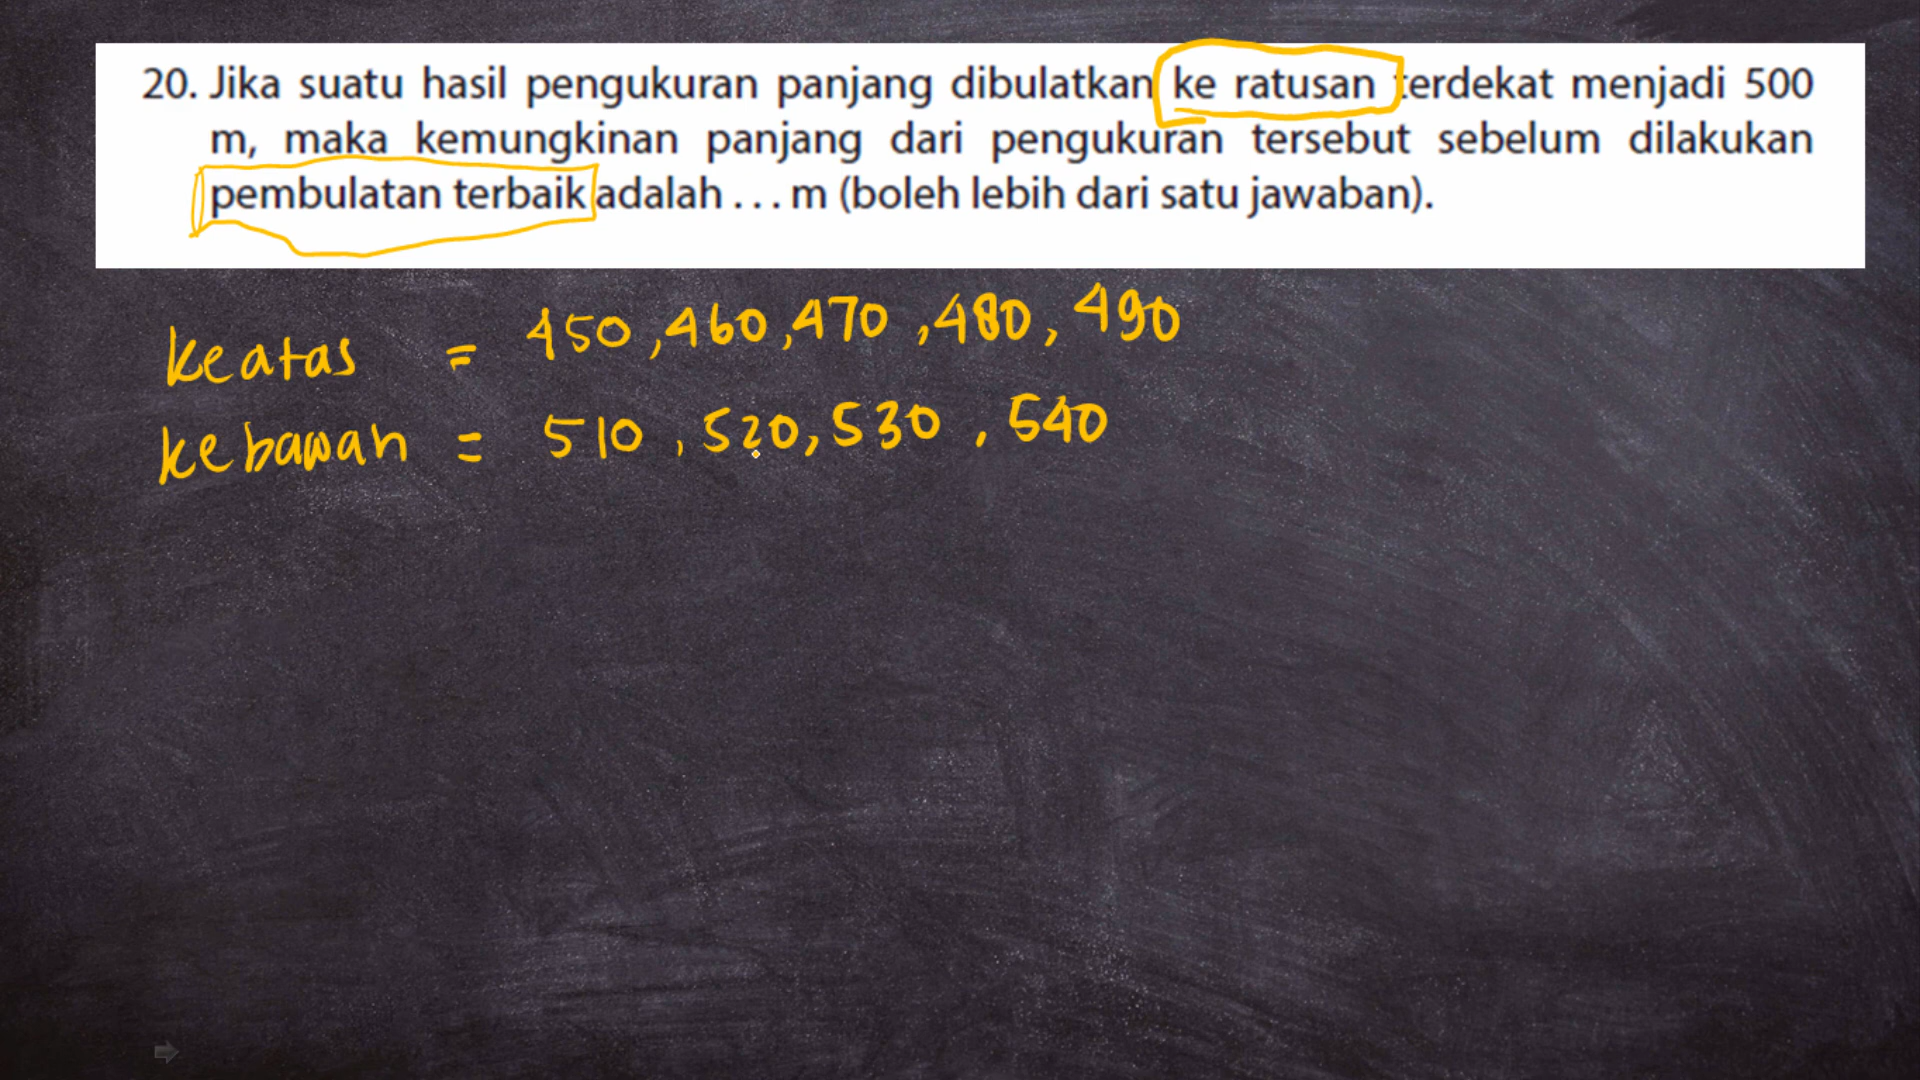 20. Jika suatu hasil pengukuran panjang dibulatkan ke ratusan terdekat menjadi 500
m, maka kemungkinan panjang dari pengukuran tersebut sebelum dilakukan
pembulatan terbaik adalah . . . m (boleh lebih dari satu jawaban).
keatas = 450 , 460 , 470 , 480 , 490
kebawah = 510 , 520 , 530 , 540